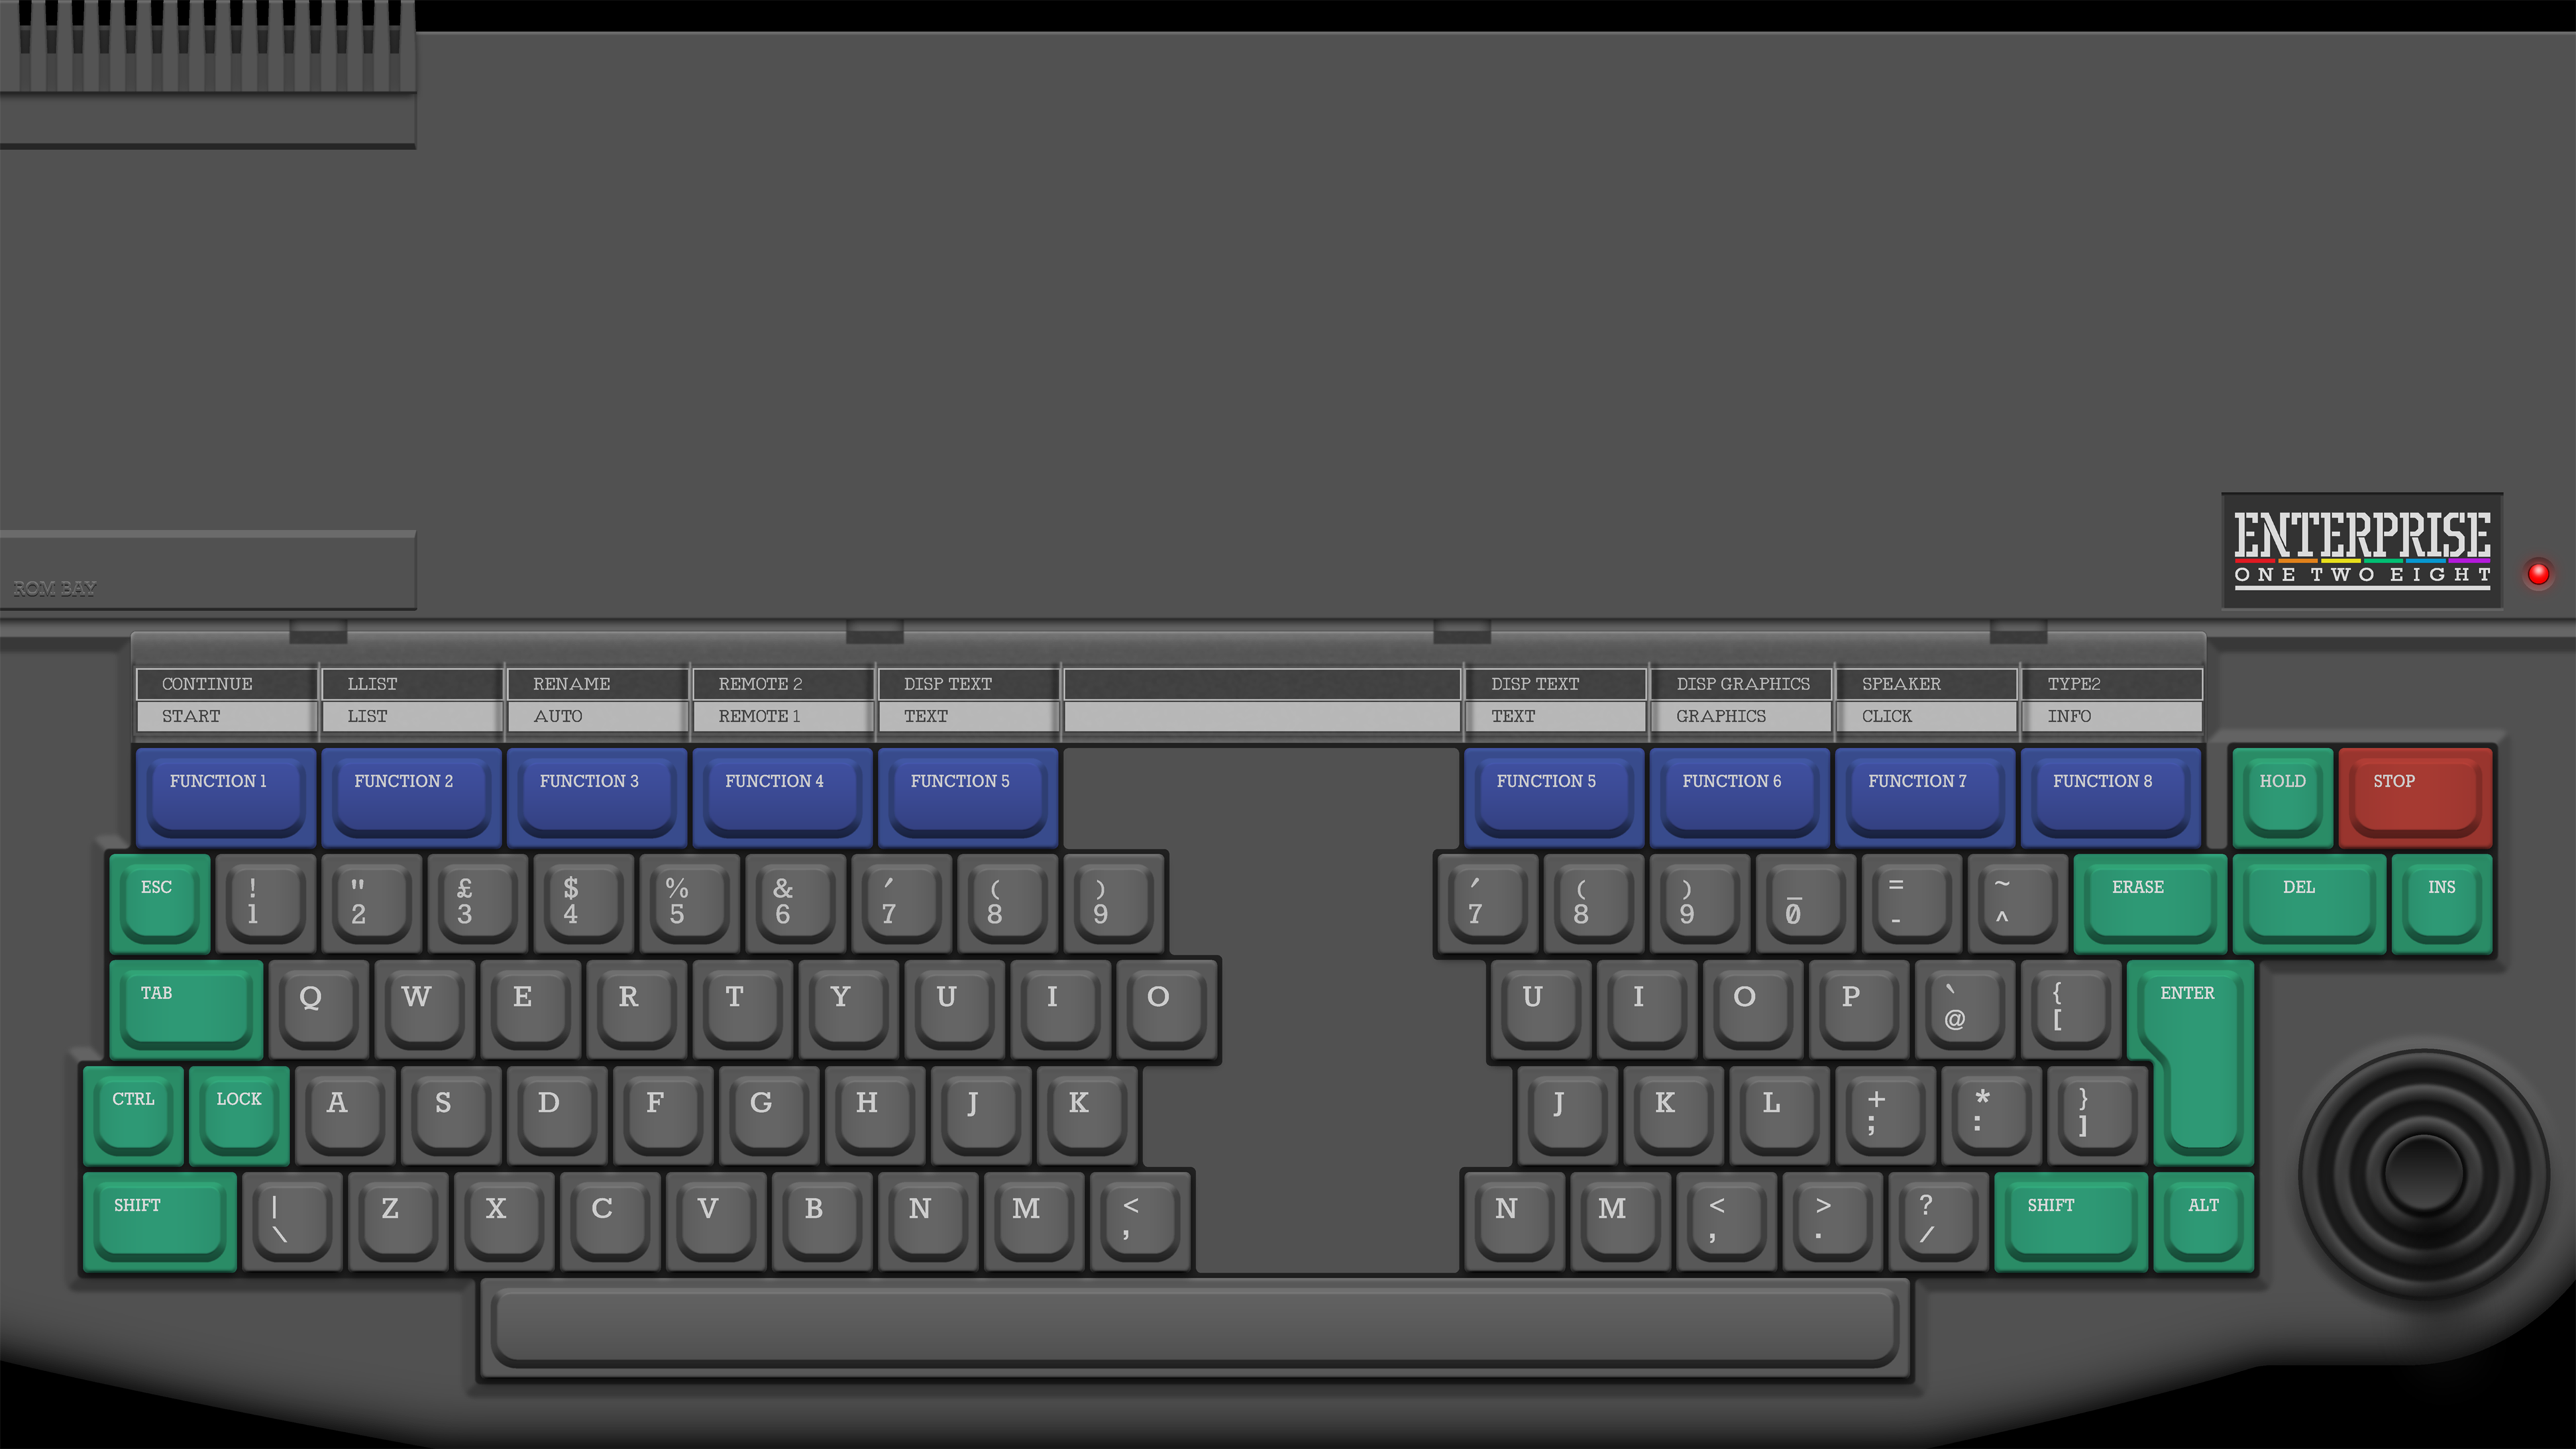 ENTERPRISE
ONE TWO EIGHT
ROM BAY
CONTINUE LLIST RENAME REMOTE 2 DISP TEXT DISP TEXT DISP GRAPHICS SPEAKER TYPE2
START LIST AUTO REMOTE 1 TEXT TEXT GRAPHICS CLICK INFO
FUNCTION 1 FUNCTION 2 FUNCTION 3 FUNCTION 4 FUNCTION 5 FUNCTION 5 FUNCTION 6 FUNCTION 7 FUNCTION 8 HOLD STOP
ESC ! " £ $ % & ′ ( ) ′ ( ) _ = ~ ERASE DEL INS
1 2 3 4 5 6 7 8 9 7 8 9 0 - ^
TAB Q W E R T Y U I O U I O P ` { ENTER
@ [
CTRL LOCK A S D F G H J K J K L + * }
; : ]
SHIFT | Z X C V B N M < N M < > ? SHIFT ALT
\ , , . /